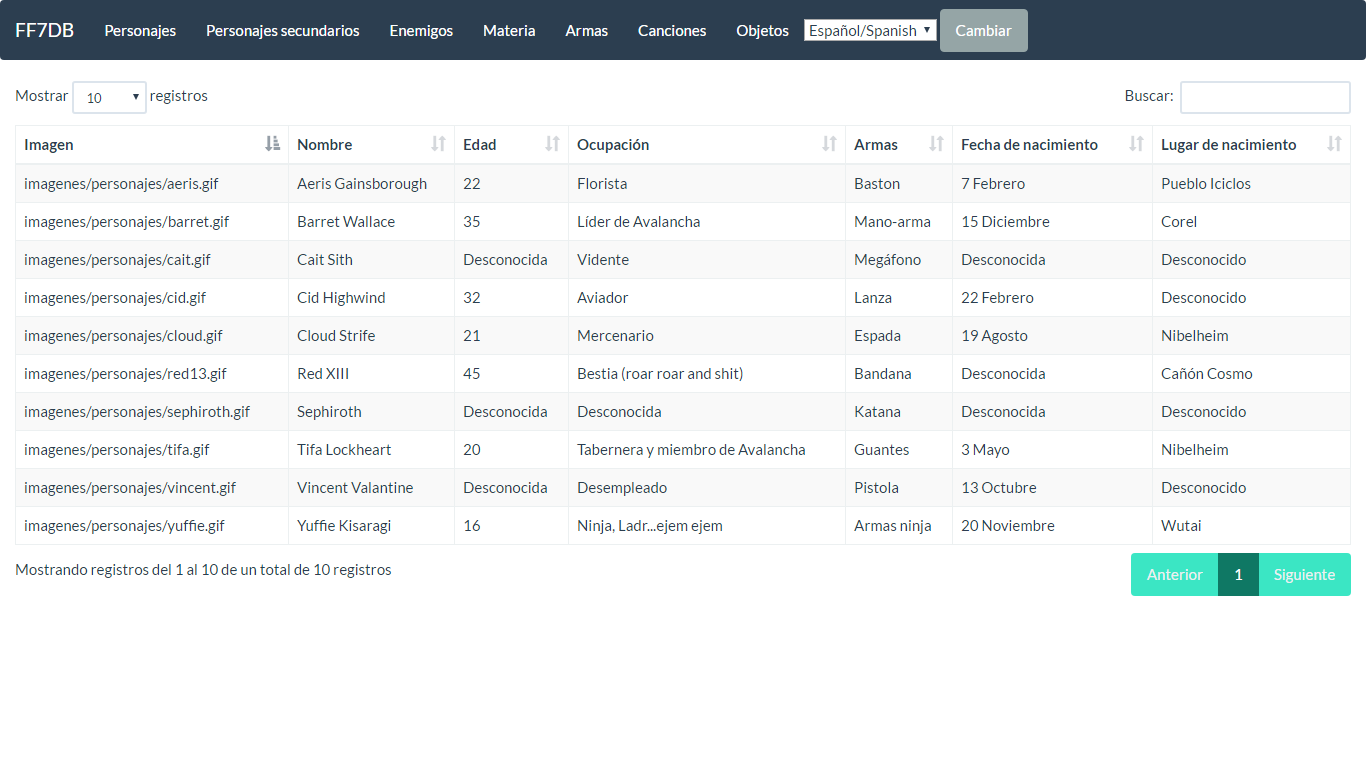 FF7DB Personajes Personajes secundarios Enemigos Materia Armas Canciones Objetos Español/Spanish Cambiar
Mostrar 10 registros Buscar:
Imagen Nombre Edad Ocupación Armas Fecha de nacimiento Lugar de nacimiento
imagenes/personajes/aeris.gif Aeris Gainsborough 22 Florista Baston 7 Febrero Pueblo Iciclos
imagenes/personajes/barret.gif Barret Wallace 35 Líder de Avalancha Mano-arma 15 Diciembre Corel
imagenes/personajes/cait.gif Cait Sith Desconocida Vidente Megáfono Desconocida Desconocido
imagenes/personajes/cid.gif Cid Highwind 32 Aviador Lanza 22 Febrero Desconocido
imagenes/personajes/cloud.gif Cloud Strife 21 Mercenario Espada 19 Agosto Nibelheim
imagenes/personajes/red13.gif Red XIII 45 Bestia (roar roar and shit) Bandana Desconocida Cañón Cosmo
imagenes/personajes/sephiroth.gif Sephiroth Desconocida Desconocida Katana Desconocida Desconocido
imagenes/personajes/tifa.gif Tifa Lockheart 20 Tabernera y miembro de Avalancha Guantes 3 Mayo Nibelheim
imagenes/personajes/vincent.gif Vincent Valantine Desconocida Desempleado Pistola 13 Octubre Desconocido
imagenes/personajes/yuffie.gif Yuffie Kisaragi 16 Ninja, Ladr...ejem ejem Armas ninja 20 Noviembre Wutai
Mostrando registros del 1 al 10 de un total de 10 registros Anterior 1 Siguiente